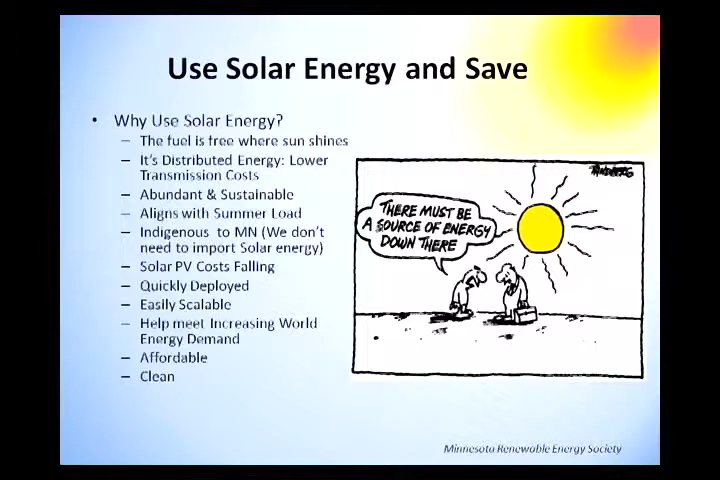 Use Solar Energy and Save
• Why Use Solar Energy?
– The fuel is free where sun shines
– It's Distributed Energy: Lower
Transmission Costs
– Abundant & Sustainable
– Aligns with Summer Load
– Indigenous to MN (We don't
need to import Solar energy)
– Solar PV Costs Falling
– Quickly Deployed
– Easily Scalable
– Help meet Increasing World
Energy Demand
– Affordable
– Clean
THERE MUST BE
A SOURCE OF ENERGY
DOWN THERE
Minnesota Renewable Energy Society